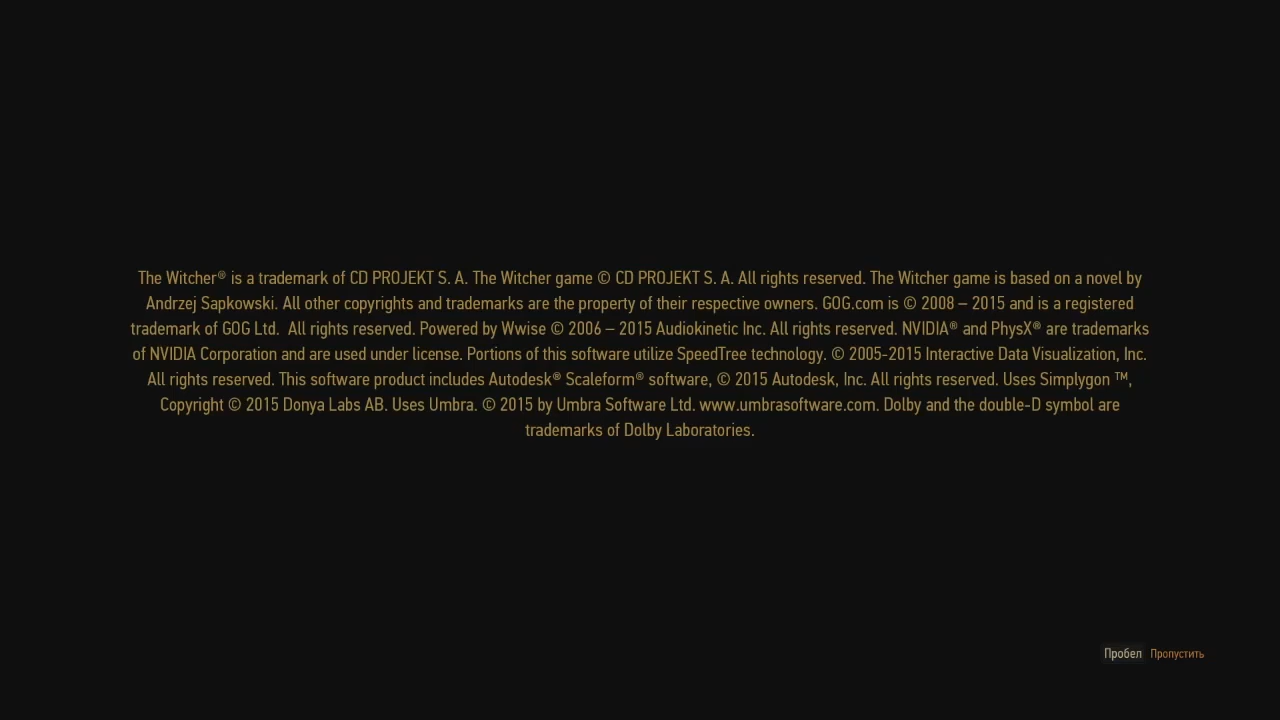 The Witcher® is a trademark of CD PROJEKT S. A. The Witcher game © CD PROJEKT S. A. All rights reserved. The Witcher game is based on a novel by
Andrzej Sapkowski. All other copyrights and trademarks are the property of their respective owners. GOG.com is © 2008 – 2015 and is a registered
trademark of GOG Ltd.  All rights reserved. Powered by Wwise © 2006 – 2015 Audiokinetic Inc. All rights reserved. NVIDIA® and PhysX® are trademarks
of NVIDIA Corporation and are used under license. Portions of this software utilize SpeedTree technology. © 2005-2015 Interactive Data Visualization, Inc.
All rights reserved. This software product includes Autodesk® Scaleform® software, © 2015 Autodesk, Inc. All rights reserved. Uses Simplygon ™,
Copyright © 2015 Donya Labs AB. Uses Umbra. © 2015 by Umbra Software Ltd. www.umbrasoftware.com. Dolby and the double-D symbol are
trademarks of Dolby Laboratories.
Пробел Пропустить